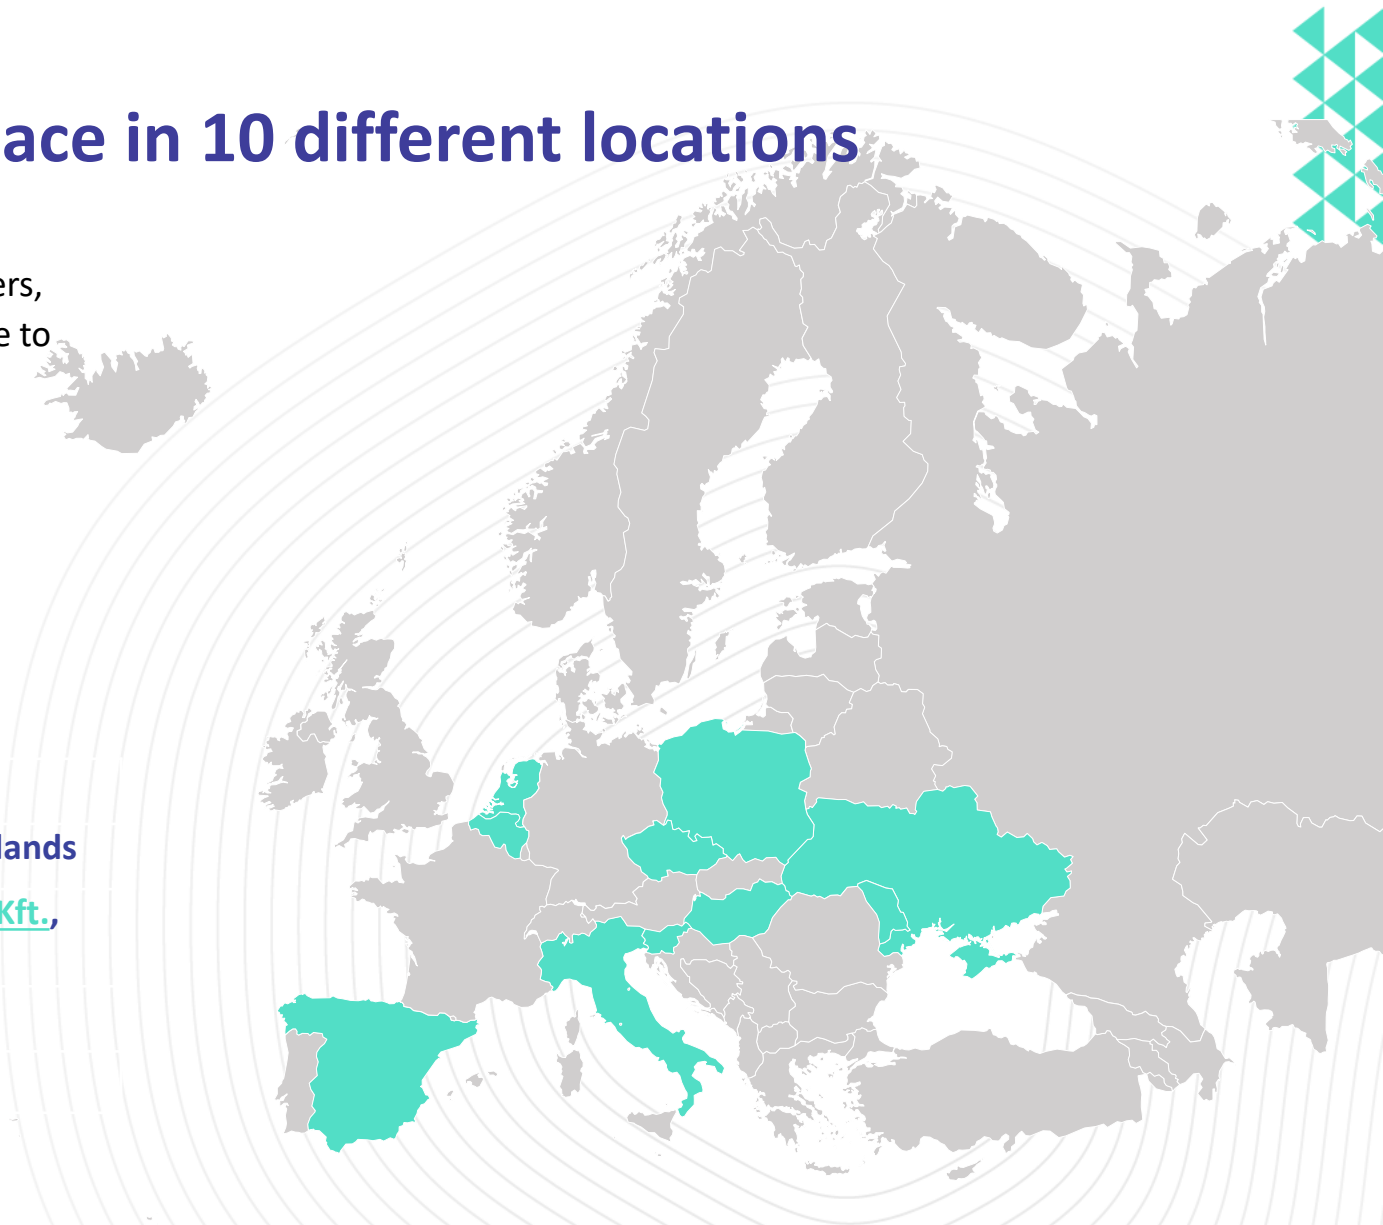 ace in 10 different locations
ers,
e to
lands
Kft.,